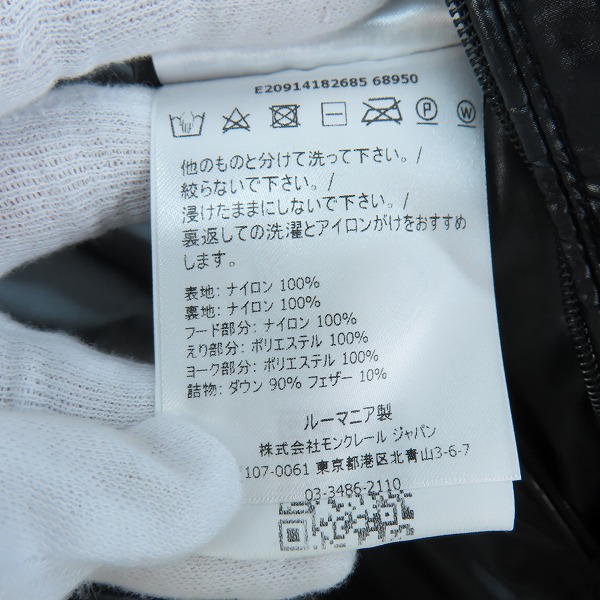 E20914182685 68950
P W
他のものと分けて洗って下さい。/
絞らないで下さい。/
浸けたままにしないで下さい。/
裏返しての洗濯とアイロンがけをおすすめ
します。
表地: ナイロン 100%
裏地: ナイロン 100%
フード部分: ナイロン 100%
えり部分: ポリエステル 100%
ヨーク部分: ポリエステル 100%
詰物: ダウン 90% フェザー 10%
ルーマニア製
株式会社モンクレール ジャパン
107-0061 東京都港区北青山3-6-7
03-3486-2110